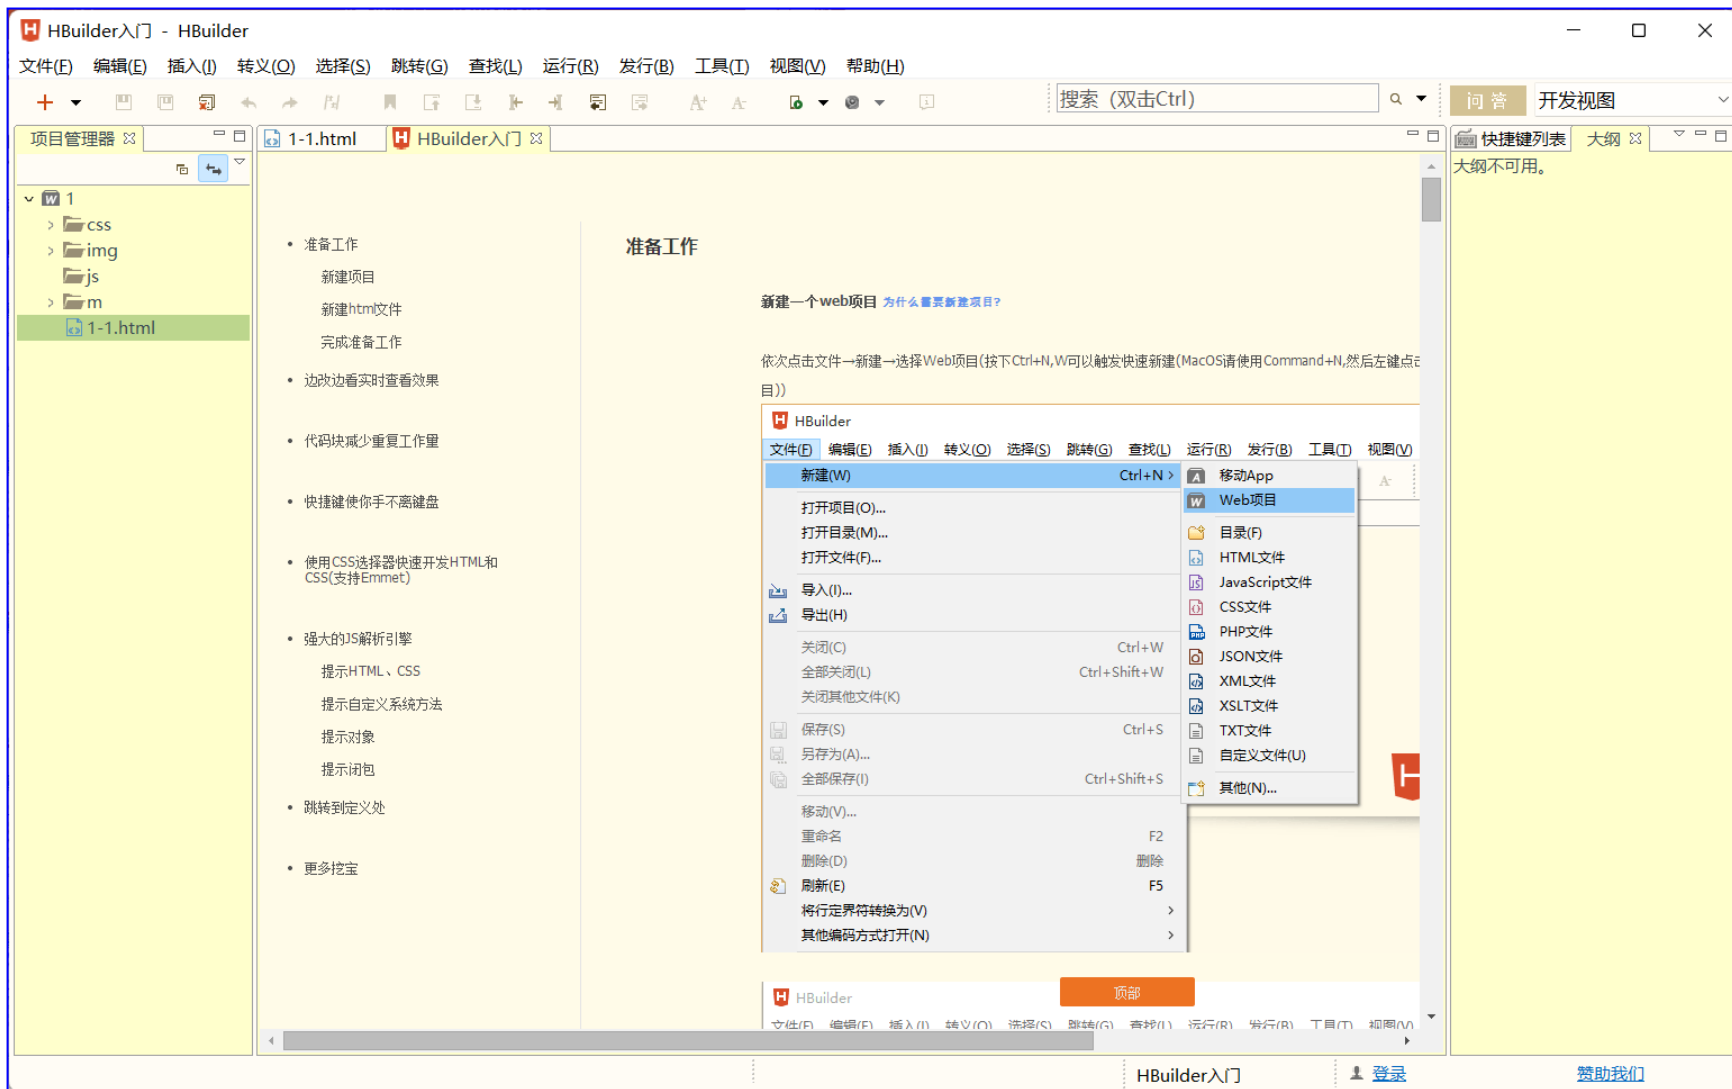 HBuilder入门 - HBuilder
文件(F) 编辑(E) 插入(I) 转义(O) 选择(S) 跳转(G) 查找(L) 运行(R) 发行(B) 工具(T) 视图(V) 帮助(H)
搜索（双击Ctrl） 问答 开发视图
项目管理器 1-1.html HBuilder入门 快捷键列表 大纲
大纲不可用。
1
css
img
js
m
1-1.html
准备工作
新建项目
新建html文件
完成准备工作
边改边看实时查看效果
代码块减少重复工作量
快捷键使你手不离键盘
使用CSS选择器快速开发HTML和
CSS(支持Emmet)
强大的JS解析引擎
提示HTML、CSS
提示自定义系统方法
提示对象
提示闭包
跳转到定义处
更多挖宝
准备工作
新建一个web项目 为什么需要新建项目?
依次点击文件→新建→选择Web项目(按下Ctrl+N,W可以触发快速新建(MacOS请使用Command+N,然后左键点击
目))
HBuilder
文件(F) 编辑(E) 插入(I) 转义(O) 选择(S) 跳转(G) 查找(L) 运行(R) 发行(B) 工具(T) 视图(V)
新建(W) Ctrl+N
打开项目(O)...
打开目录(M)...
打开文件(F)...
导入(I)...
导出(H)
关闭(C) Ctrl+W
全部关闭(L) Ctrl+Shift+W
关闭其他文件(K)
保存(S) Ctrl+S
另存为(A)...
全部保存(I) Ctrl+Shift+S
移动(V)...
重命名 F2
删除(D) 删除
刷新(E) F5
将行定界符转换为(V)
其他编码方式打开(N)
移动App
Web项目
目录(F)
HTML文件
JavaScript文件
CSS文件
PHP文件
JSON文件
XML文件
XSLT文件
TXT文件
自定义文件(U)
其他(N)...
HBuilder
顶部
文件(F) 编辑(E) 插入(I) 转义(O) 选择(S) 跳转(G) 查找(L) 运行(R) 发行(B) 工具(T) 视图(V)
HBuilder入门 登录 赞助我们